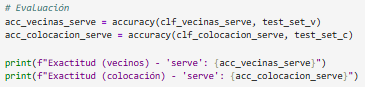 # Evaluación
acc_vecinas_serve = accuracy(clf_vecinas_serve, test_set_v)
acc_colocacion_serve = accuracy(clf_colocacion_serve, test_set_c)
print(f"Exactitud (vecinos) - 'serve': {acc_vecinas_serve}")
print(f"Exactitud (colocación) - 'serve': {acc_colocacion_serve}")